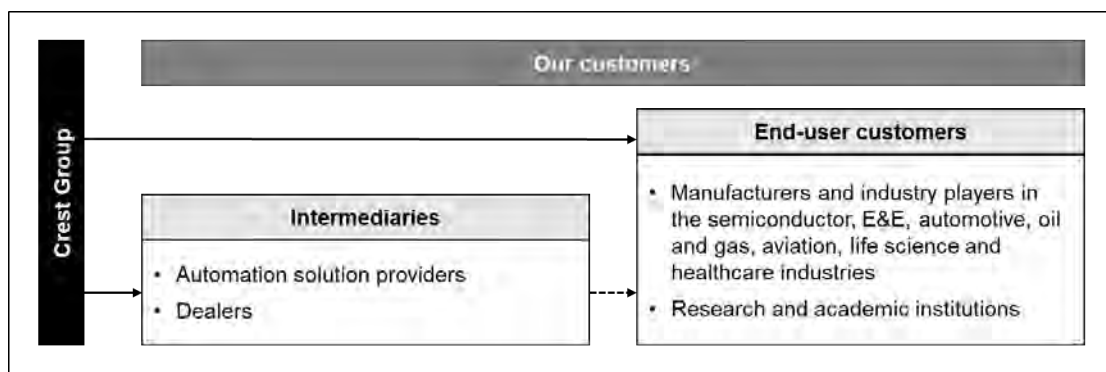 Crest Group
Our customers
End-user customers
• Manufacturers and industry players in
the semiconductor, E&E, automotive, oil
and gas, aviation, life science and
healthcare industries
• Research and academic institutions
Intermediaries
• Automation solution providers
• Dealers